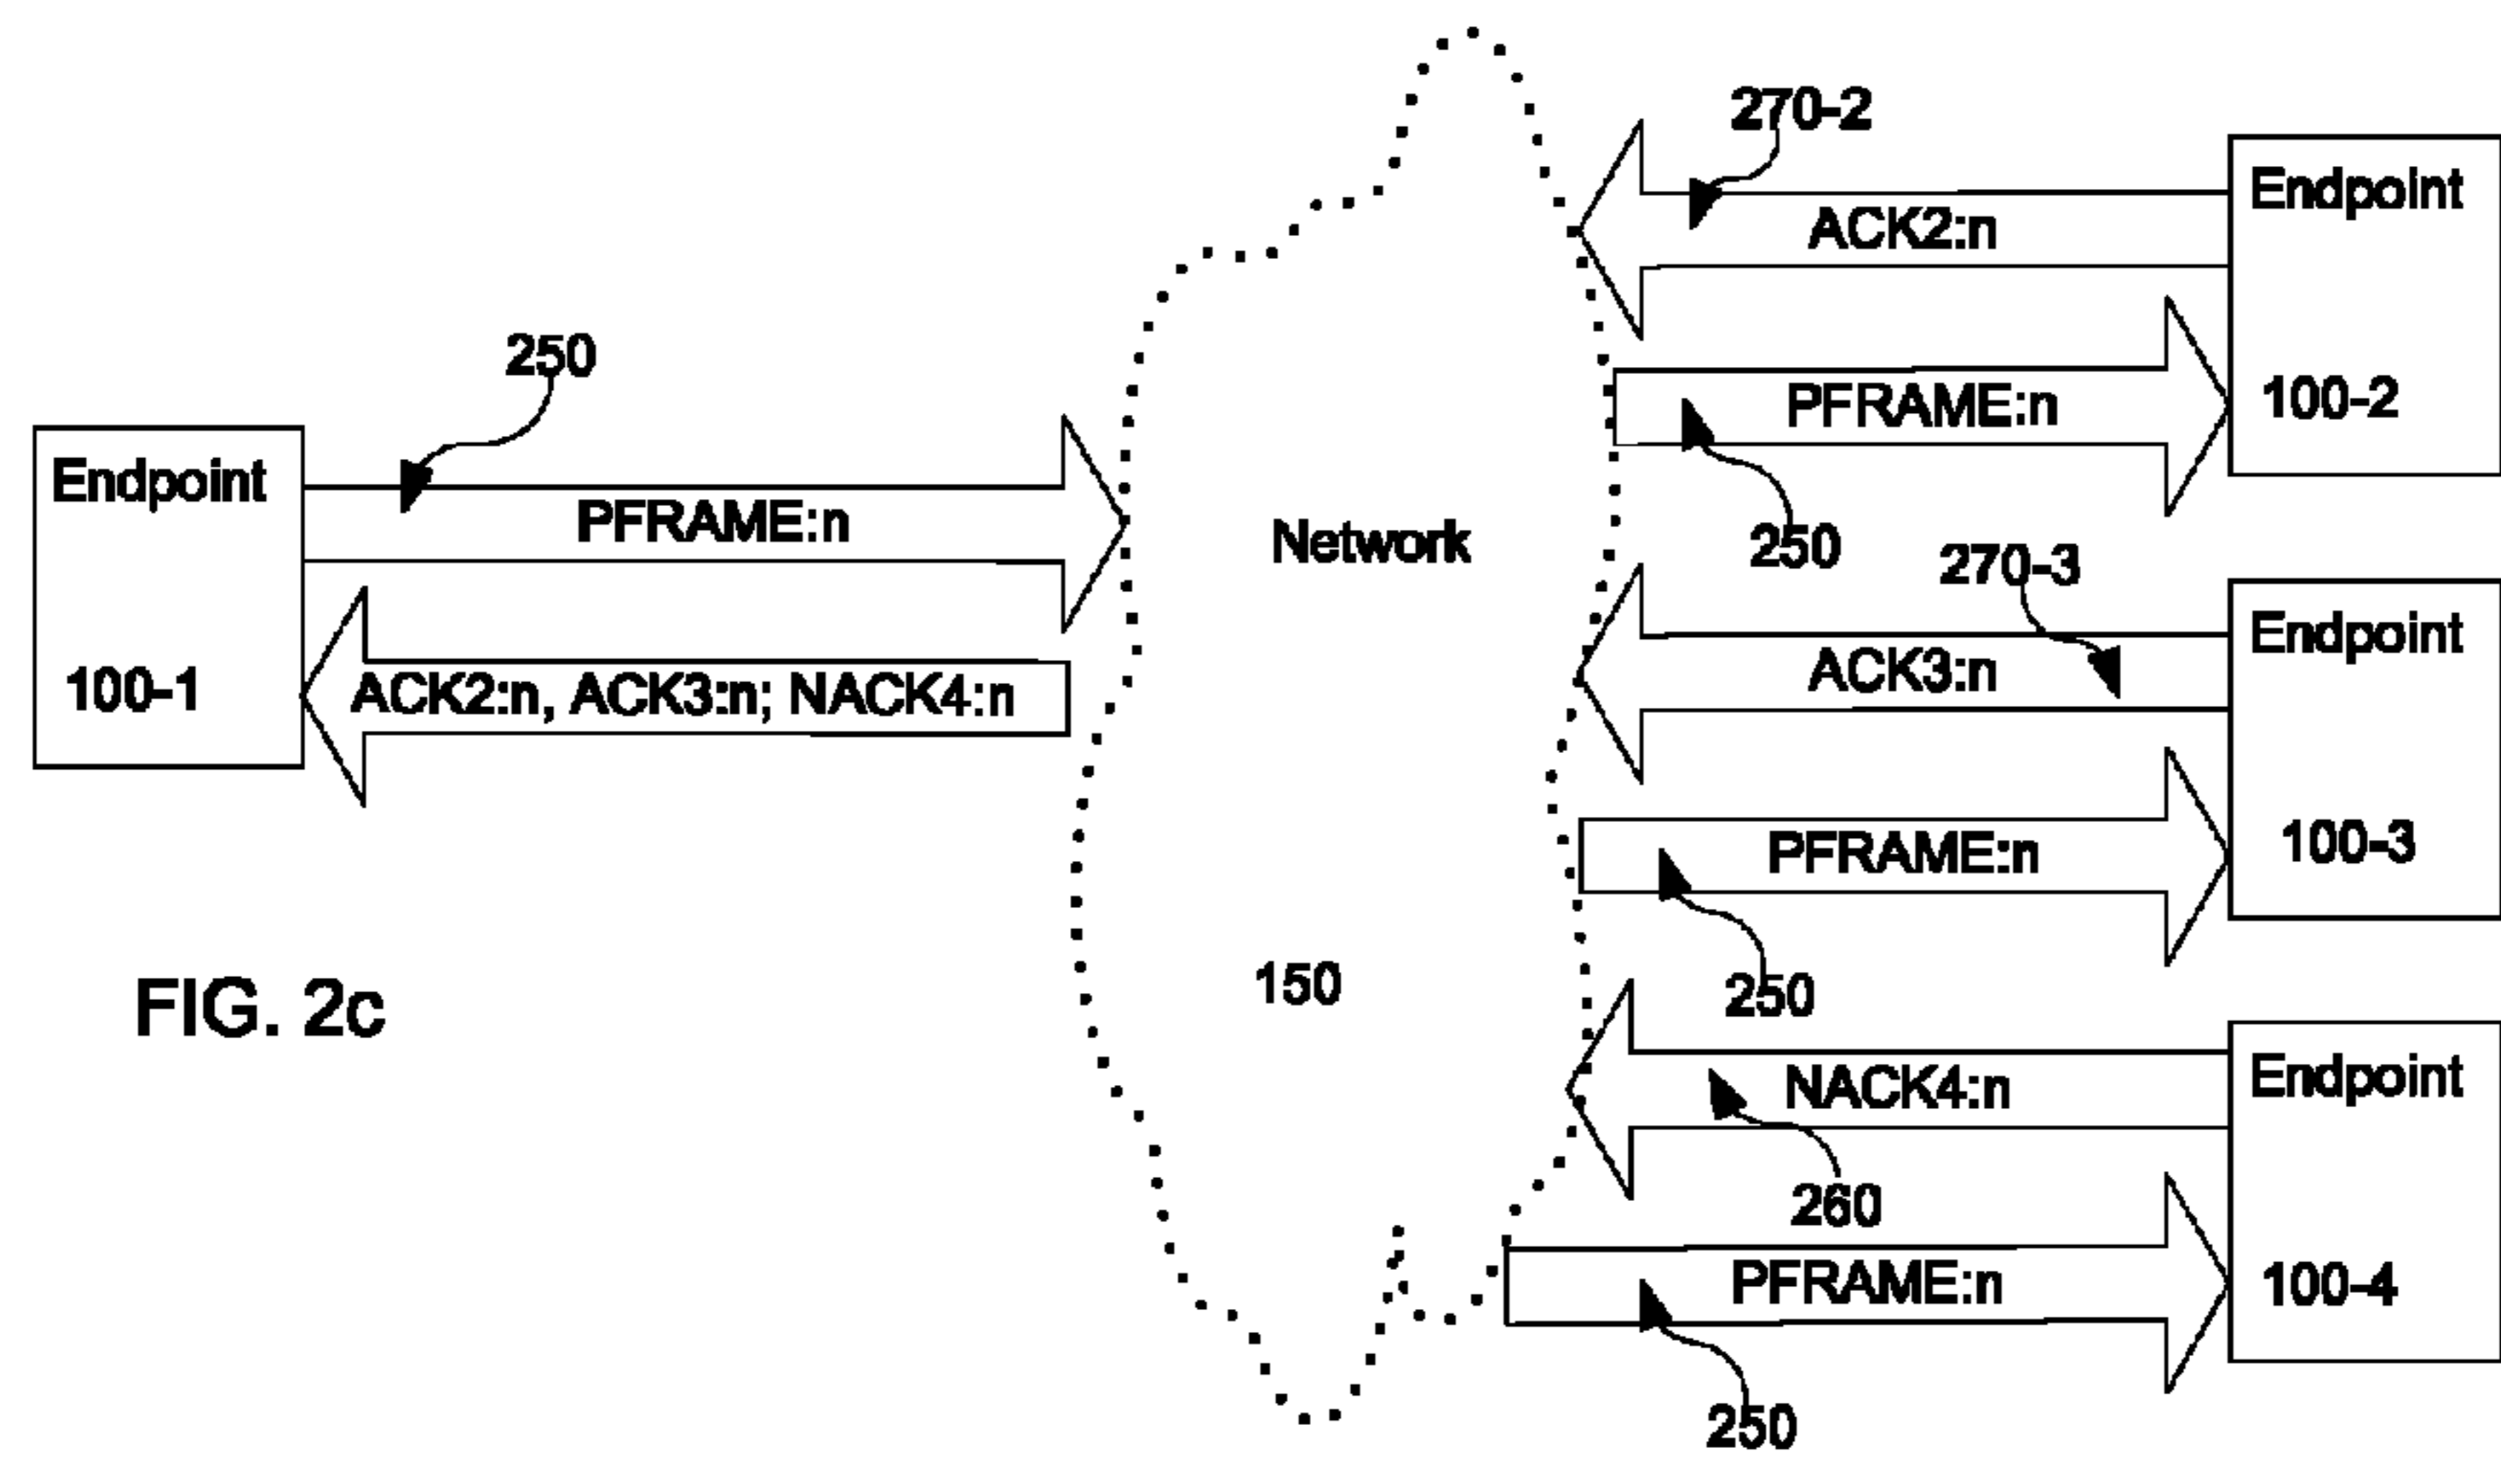 270-2
Endpoint
ACK2:n
250
PFRAME:n
100-2
Endpoint
PFRAME:n
Network
250
270-3
Endpoint
100-1
ACK2:n, ACK3:n; NACK4:n
ACK3:n
PFRAME:n
100-3
FIG. 2c
150
250
Endpoint
NACK4:n
260
PFRAME:n
100-4
250